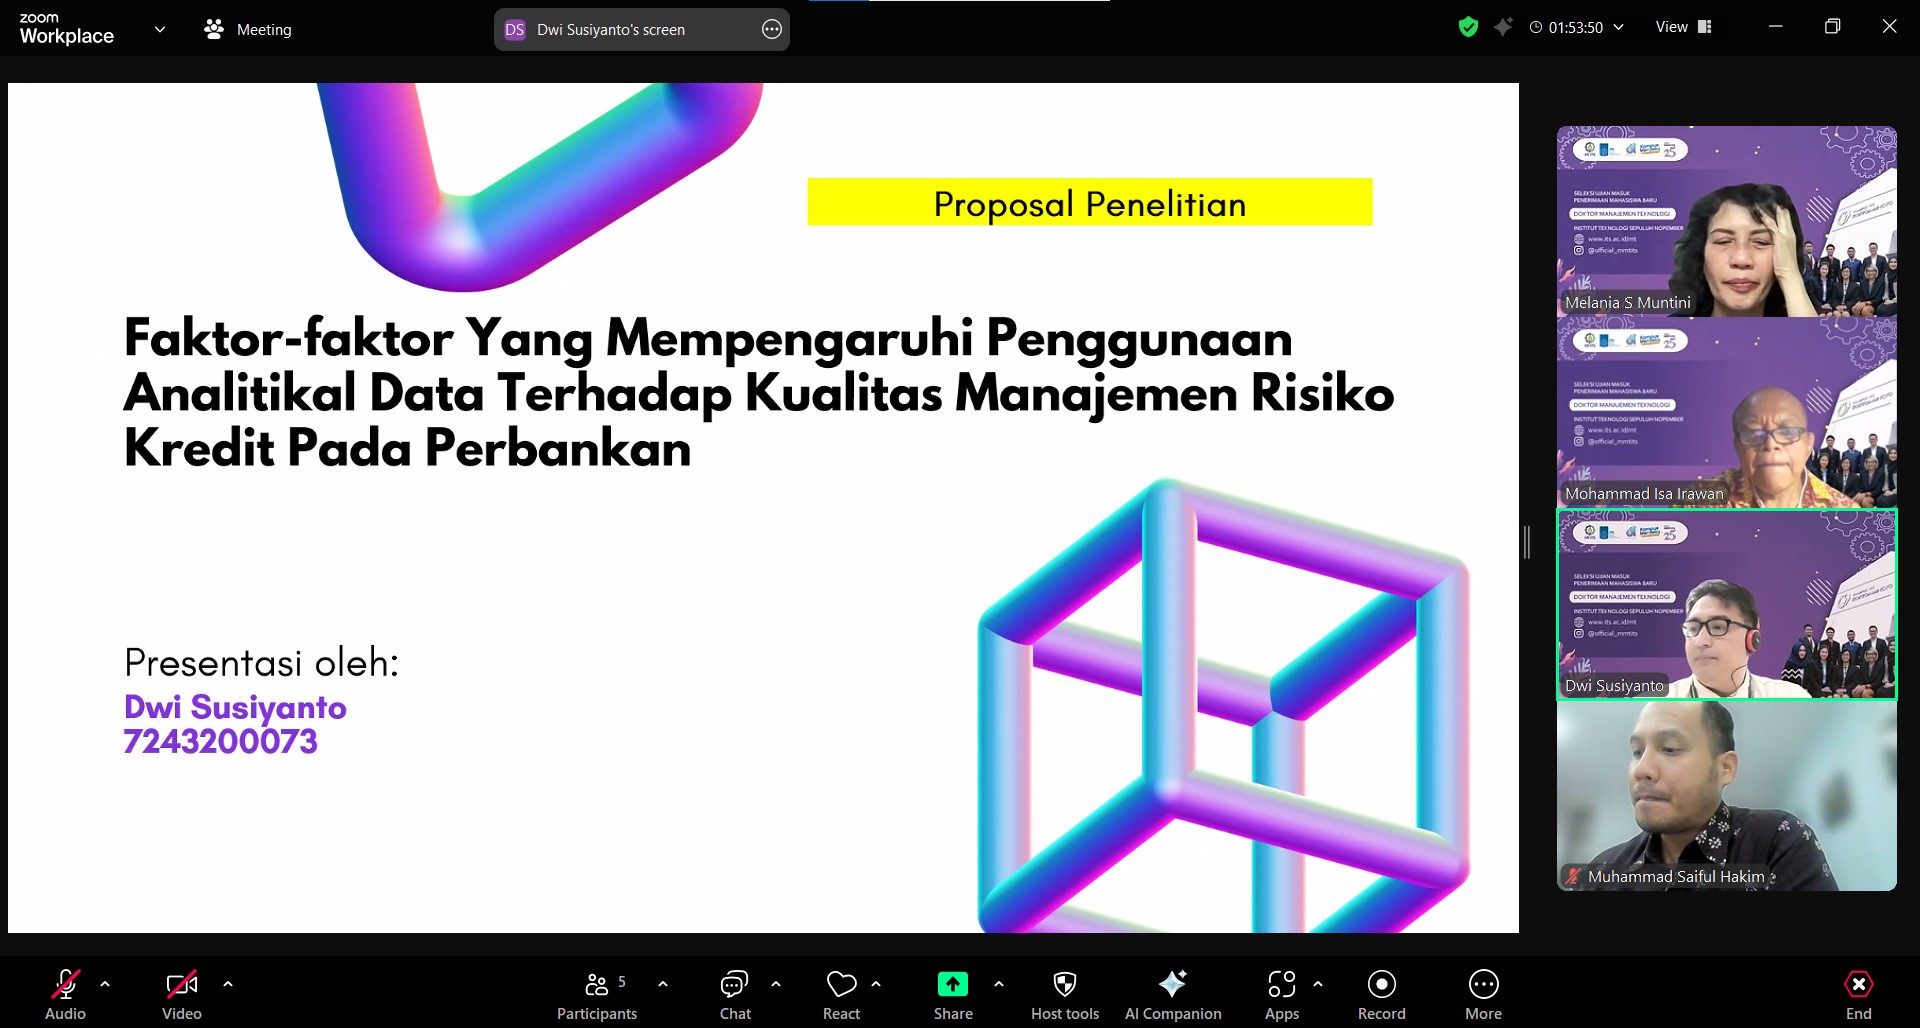 zoom
Workplace
Meeting
DS Dwi Susiyanto's screen
01:53:50
View
Proposal Penelitian
Faktor-faktor Yang Mempengaruhi Penggunaan
Analitikal Data Terhadap Kualitas Manajemen Risiko
Kredit Pada Perbankan
Presentasi oleh:
Dwi Susiyanto
7243200073
SELEKSI UJIAN MASUK
PENERIMAAN MAHASISWA BARU
DOKTOR MANAJEMEN TEKNOLOGI
INSTITUT TEKNOLOGI SEPULUH NOPEMBER
www.its.ac.id/mt
@official_mmtits
Melania S Muntini
SELEKSI UJIAN MASUK
PENERIMAAN MAHASISWA BARU
DOKTOR MANAJEMEN TEKNOLOGI
INSTITUT TEKNOLOGI SEPULUH NOPEMBER
www.its.ac.id/mt
@official_mmtits
Mohammad Isa Irawan
SELEKSI UJIAN MASUK
PENERIMAAN MAHASISWA BARU
DOKTOR MANAJEMEN TEKNOLOGI
INSTITUT TEKNOLOGI SEPULUH NOPEMBER
www.its.ac.id/mt
@official_mmtits
Dwi Susiyanto
Muhammad Saiful Hakim
Audio
Video
5
Participants
Chat
React
Share
Host tools
AI Companion
Apps
Record
More
End